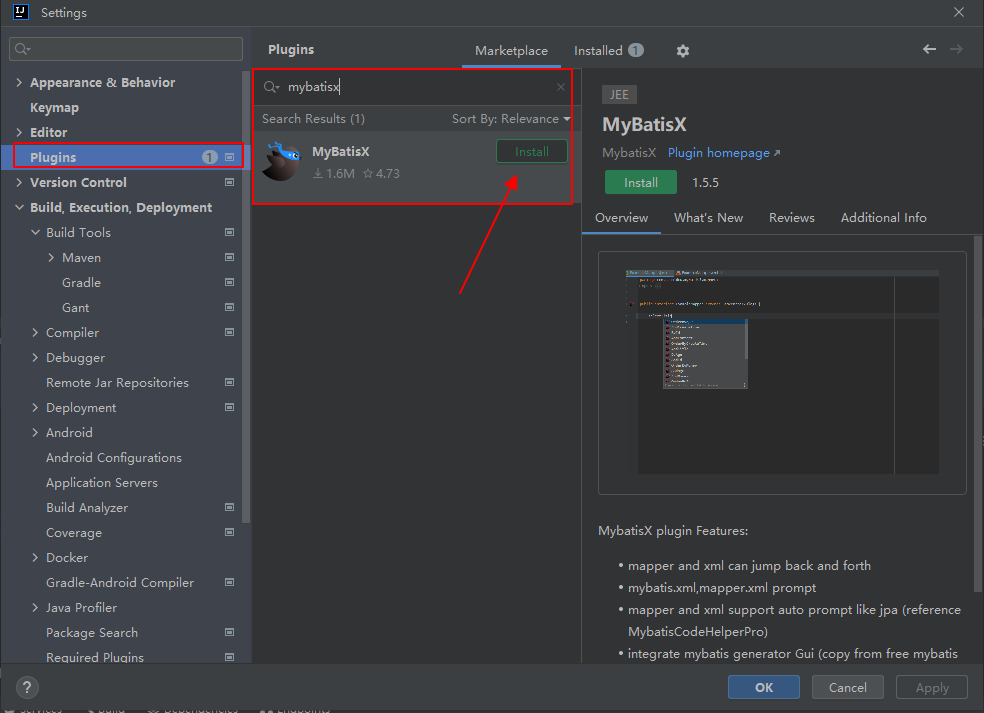 Settings
Plugins
Marketplace
Installed 1
Appearance & Behavior
Keymap
Editor
Plugins 1
Version Control
Build, Execution, Deployment
Build Tools
Maven
Gradle
Gant
Compiler
Debugger
Remote Jar Repositories
Deployment
Android
Android Configurations
Application Servers
Build Analyzer
Coverage
Docker
Gradle-Android Compiler
Java Profiler
Package Search
Required Plugins
mybatisx
Search Results (1)
Sort By: Relevance
MyBatisX
Install
1.6M 4.73
JEE
MyBatisX
MybatisX Plugin homepage
Install 1.5.5
Overview What's New Reviews Additional Info
MybatisX plugin Features:
• mapper and xml can jump back and forth
• mybatis.xml,mapper.xml prompt
• mapper and xml support auto prompt like jpa (reference
MybatisCodeHelperPro)
• integrate mybatis generator Gui (copy from free mybatis
?
OK Cancel Apply